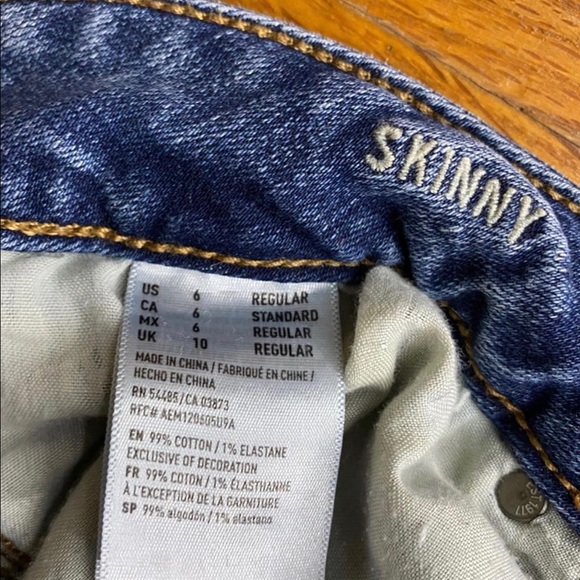 SKINNY
US 6 REGULAR
CA 6 STANDARD
MX 6 REGULAR
UK 10 REGULAR
MADE IN CHINA / FABRIQUÉ EN CHINE /
HECHO EN CHINA
RN 54485/CA 03873
RFC# AEM120605U9A
EN 99% COTTON / 1% ELASTANE
EXCLUSIVE OF DECORATION
FR 99% COTON / 1% ÉLASTHANNE
À L'EXCEPTION DE LA GARNITURE
SP 99% algodón / 1% elastano